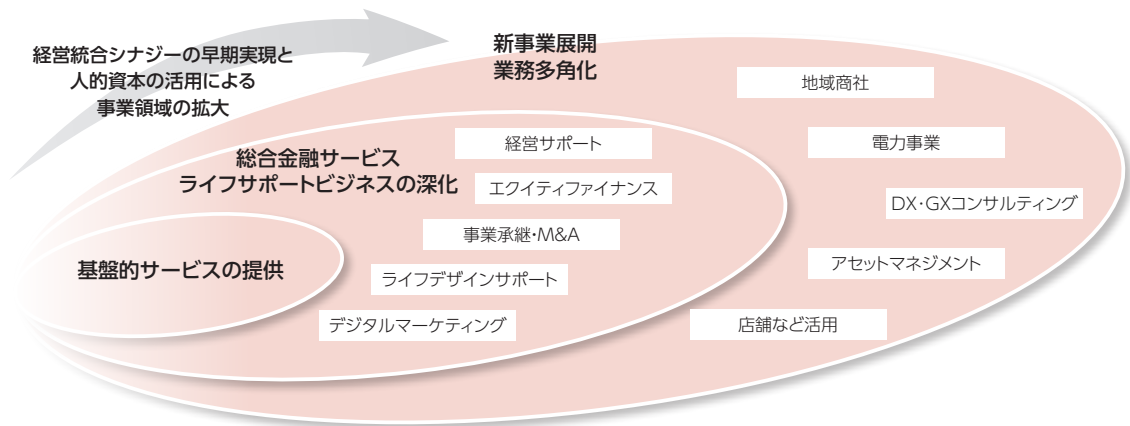 経営統合シナジーの早期実現と
人的資本の活用による
事業領域の拡大
新事業展開
業務多角化
地域商社
電力事業
DX・GXコンサルティング
アセットマネジメント
店舗など活用
総合金融サービス
ライフサポートビジネスの深化
経営サポート
エクイティファイナンス
事業承継・M&A
ライフデザインサポート
デジタルマーケティング
基盤的サービスの提供